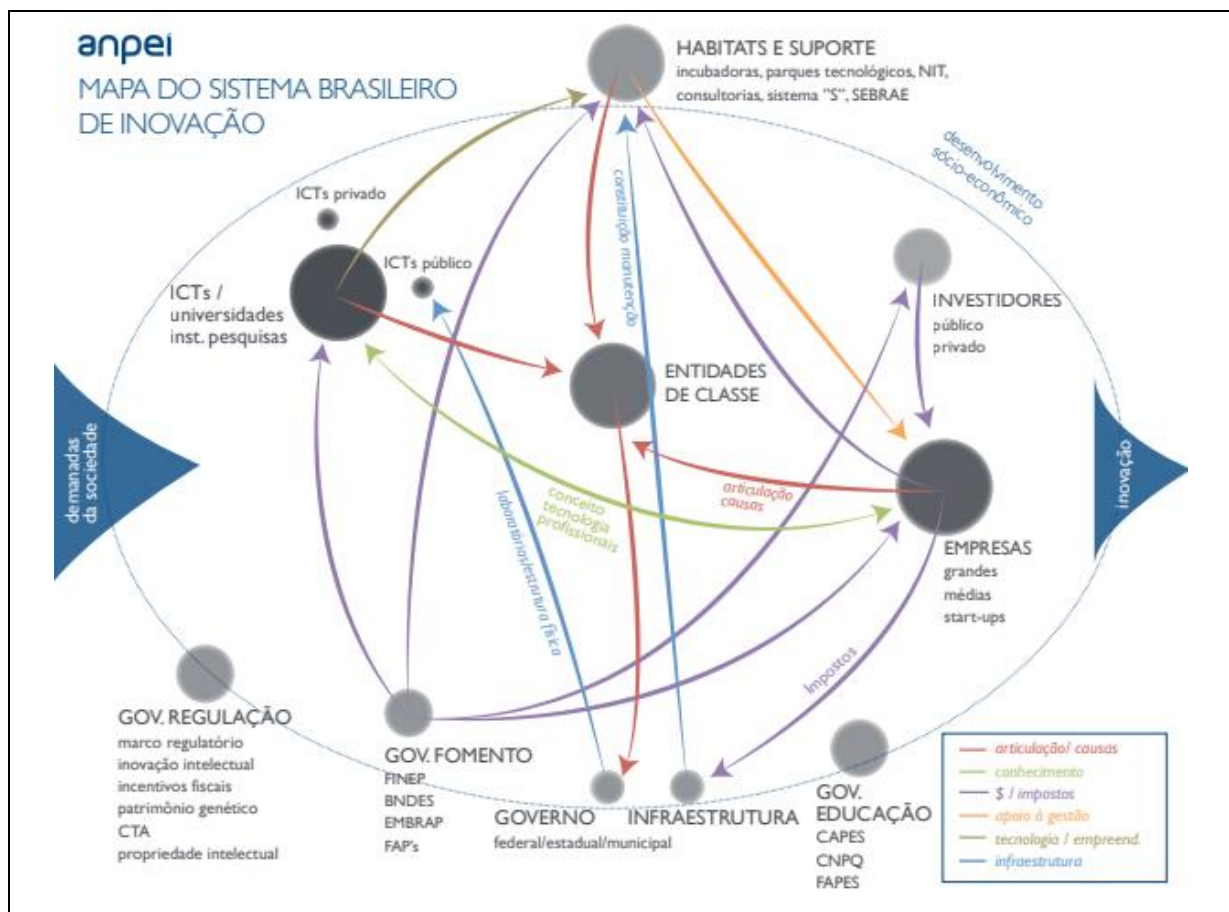 anpei
MAPA DO SISTEMA BRASILEIRO
DE INOVAÇÃO
HABITATS E SUPORTE
incubadoras, parques tecnológicos, NIT,
consultorias, sistema "S", SEBRAE
desenvolvimento
sócio-econômico
ICTs privado
ICTs público
ICTs /
universidades
inst. pesquisas
constituição manutenção
INVESTIDORES
público
privado
ENTIDADES
DE CLASSE
demanadas
da sociedade
inovação
articulação
causas
conceito
tecnologia
profissionais
laboratórios/estrutura física
EMPRESAS
grandes
médias
start-ups
Impostos
GOV. REGULAÇÃO
marco regulatório
inovação intelectual
incentivos fiscais
patrimônio genético
CTA
propriedade intelectual
GOV. FOMENTO
FINEP
BNDES
EMBRAP
FAP's
GOVERNO
federal/estadual/municipal
INFRAESTRUTURA
GOV.
EDUCAÇÃO
CAPES
CNPQ
FAPES
articulação/ causas
conhecimento
$ / impostos
apoio à gestão
tecnologia / empreend.
infraestrutura